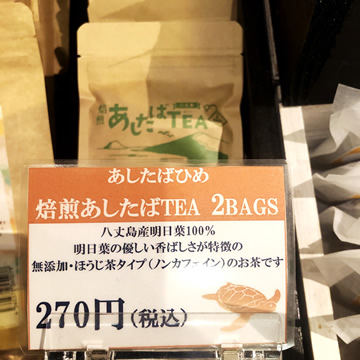 焙煎
あしたばTEA
あしたばひめ
焙煎あしたばTEA 2BAGS
八丈島産明日葉100%
明日葉の優しい香ばしさが特徴の
無添加・ほうじ茶タイプ(ノンカフェイン)のお茶です
270円(税込)